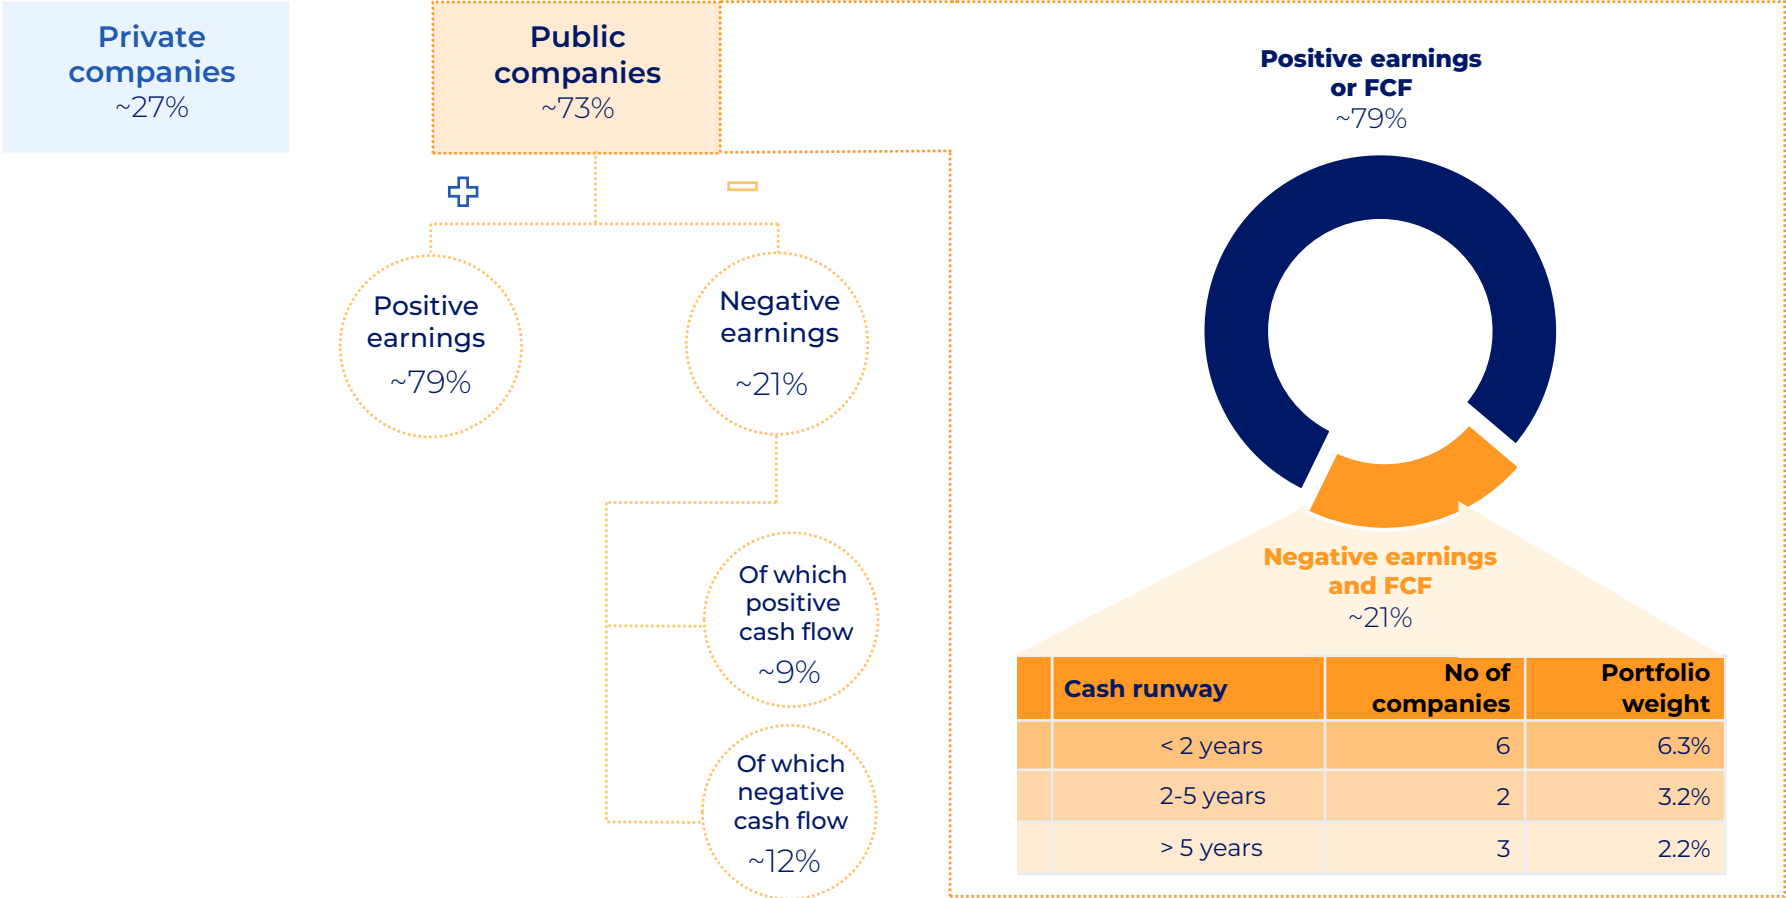 Private
companies
~27%
Public
companies
~73%
Positive
earnings
~79%
Negative
earnings
~21%
Of which
positive
cash flow
~9%
Of which
negative
cash flow
~12%
Positive earnings
or FCF
~79%
Negative earnings
and FCF
~21%
Cash runway No of companies Portfolio weight
< 2 years 6 6.3%
2-5 years 2 3.2%
> 5 years 3 2.2%